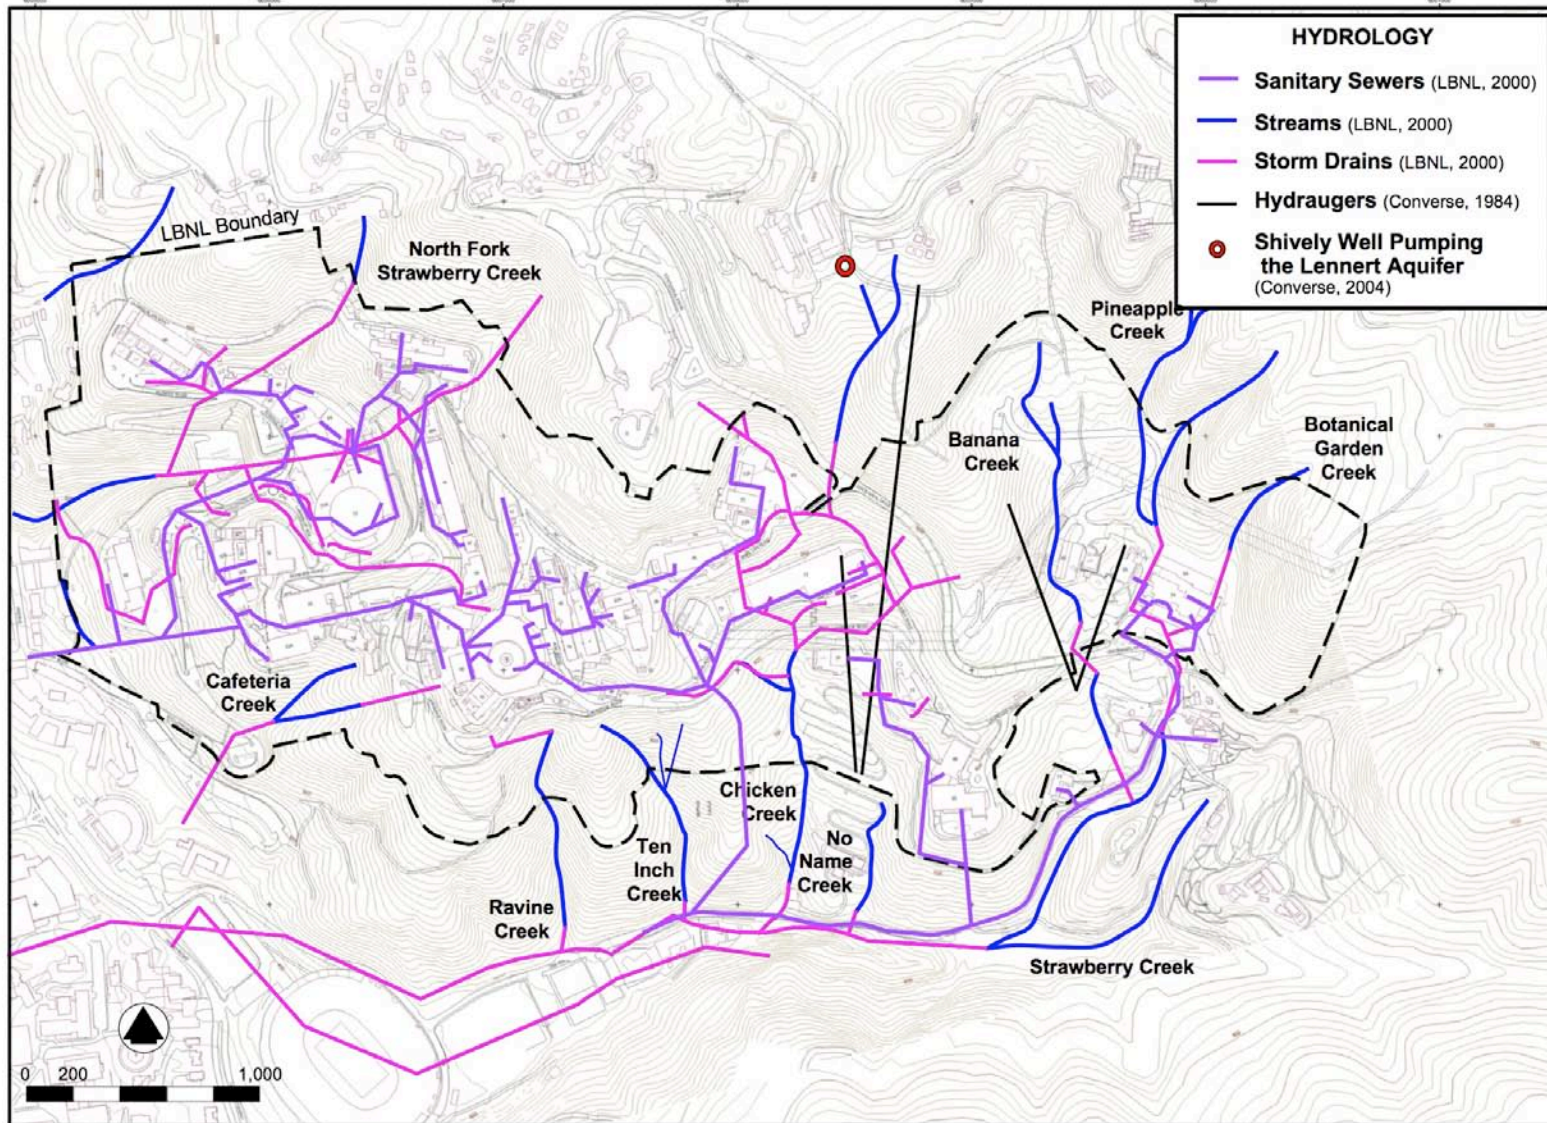 HYDROLOGY
Sanitary Sewers (LBNL, 2000)
Streams (LBNL, 2000)
Storm Drains (LBNL, 2000)
Hydraugers (Converse, 1984)
Shively Well Pumping
the Lennert Aquifer
(Converse, 2004)
LBNL Boundary
North Fork
Strawberry Creek
Pineapple
Creek
Banana
Creek
Botanical
Garden
Creek
Cafeteria
Creek
Chicken
Creek
No
Name
Creek
Ten
Inch
Creek
Ravine
Creek
Strawberry Creek
0 200 1,000